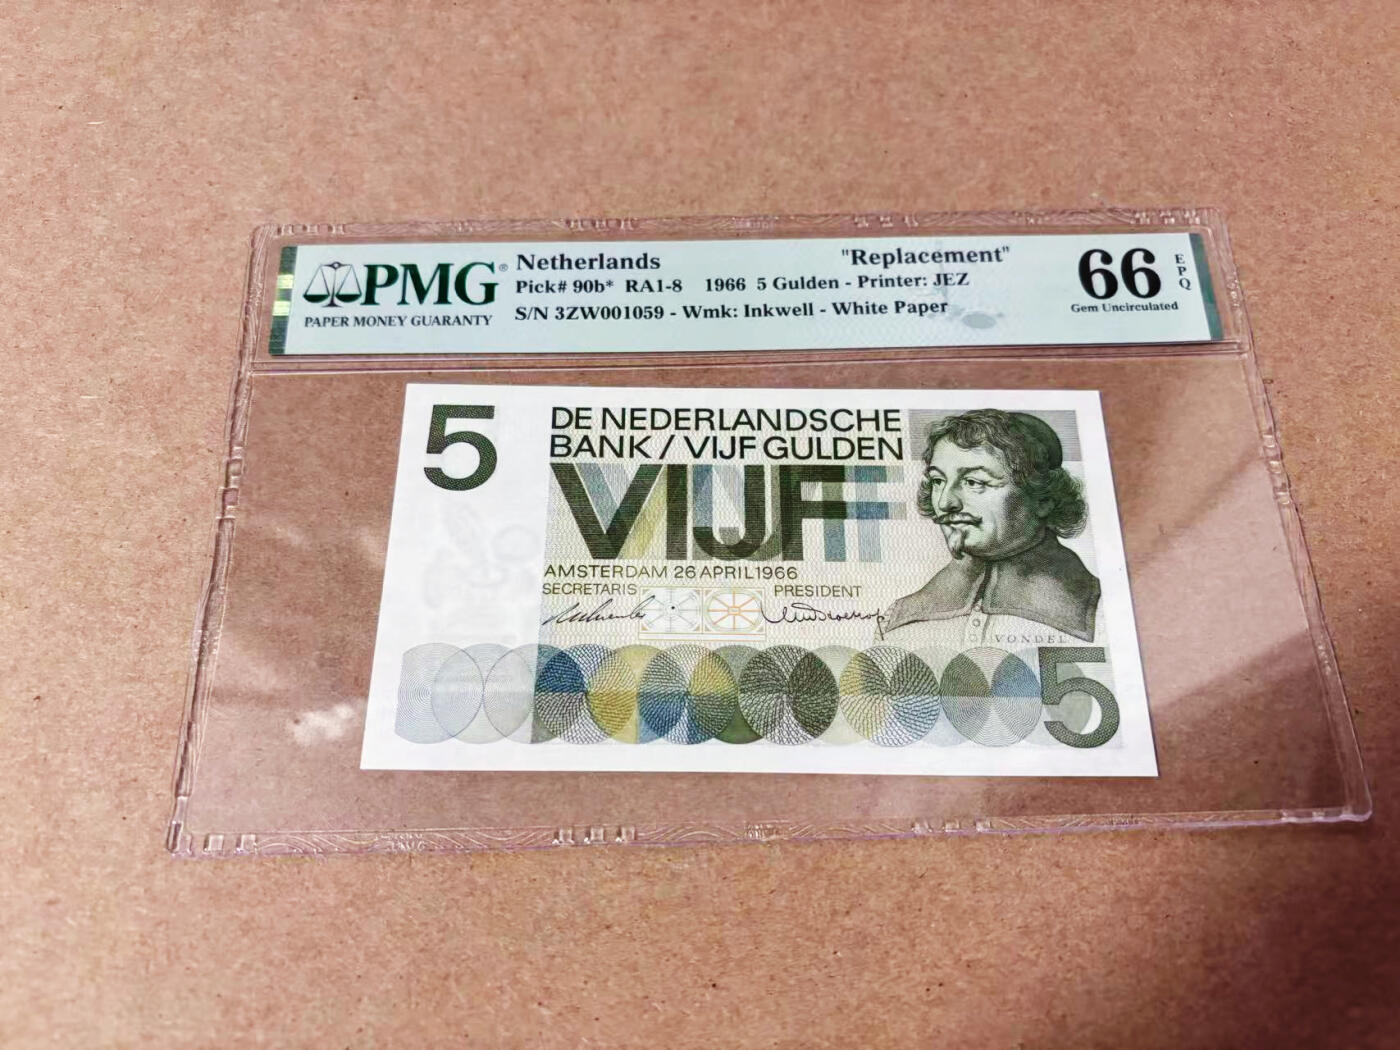 PMG®
PAPER MONEY GUARANTY
Netherlands "Replacement"
Pick# 90b* RA1-8 1966 5 Gulden - Printer: JEZ
S/N 3ZW001059 - Wmk: Inkwell - White Paper
66 EPQ
Gem Uncirculated
5
DE NEDERLANDSCHE
BANK / VIJF GULDEN
VIJF
AMSTERDAM 26 APRIL 1966
SECRETARIS PRESIDENT
VONDEL
5